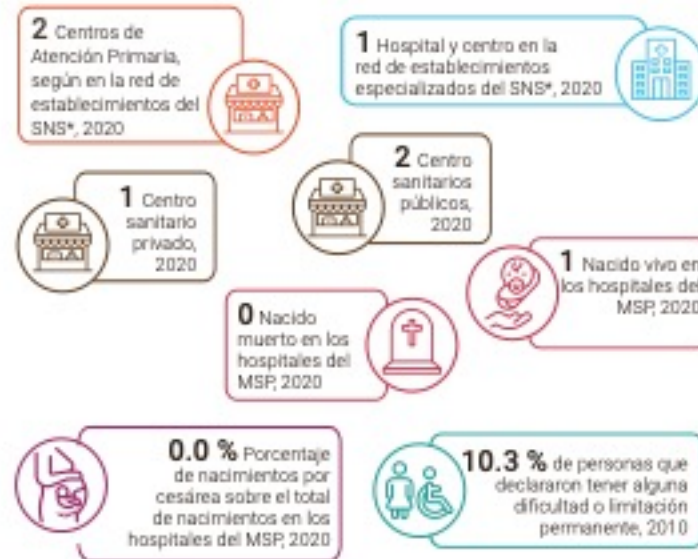 2 Centros de
Atención Primaria,
según en la red de
establecimientos del
SNS*, 2020
1 Hospital y centro en la
red de establecimientos
especializados del SNS*, 2020
1 Centro
sanitario
privado,
2020
2 Centro
sanitarios
públicos,
2020
1 Nacido vivo en
los hospitales del
MSP, 2020
0 Nacido
muerto en los
hospitales del
MSP, 2020
0.0 % Porcentaje
de nacimientos por
cesárea sobre el total
de nacimientos en los
hospitales del MSP, 2020
10.3 % de personas que
declararon tener alguna
dificultad o limitación
permanente, 2010